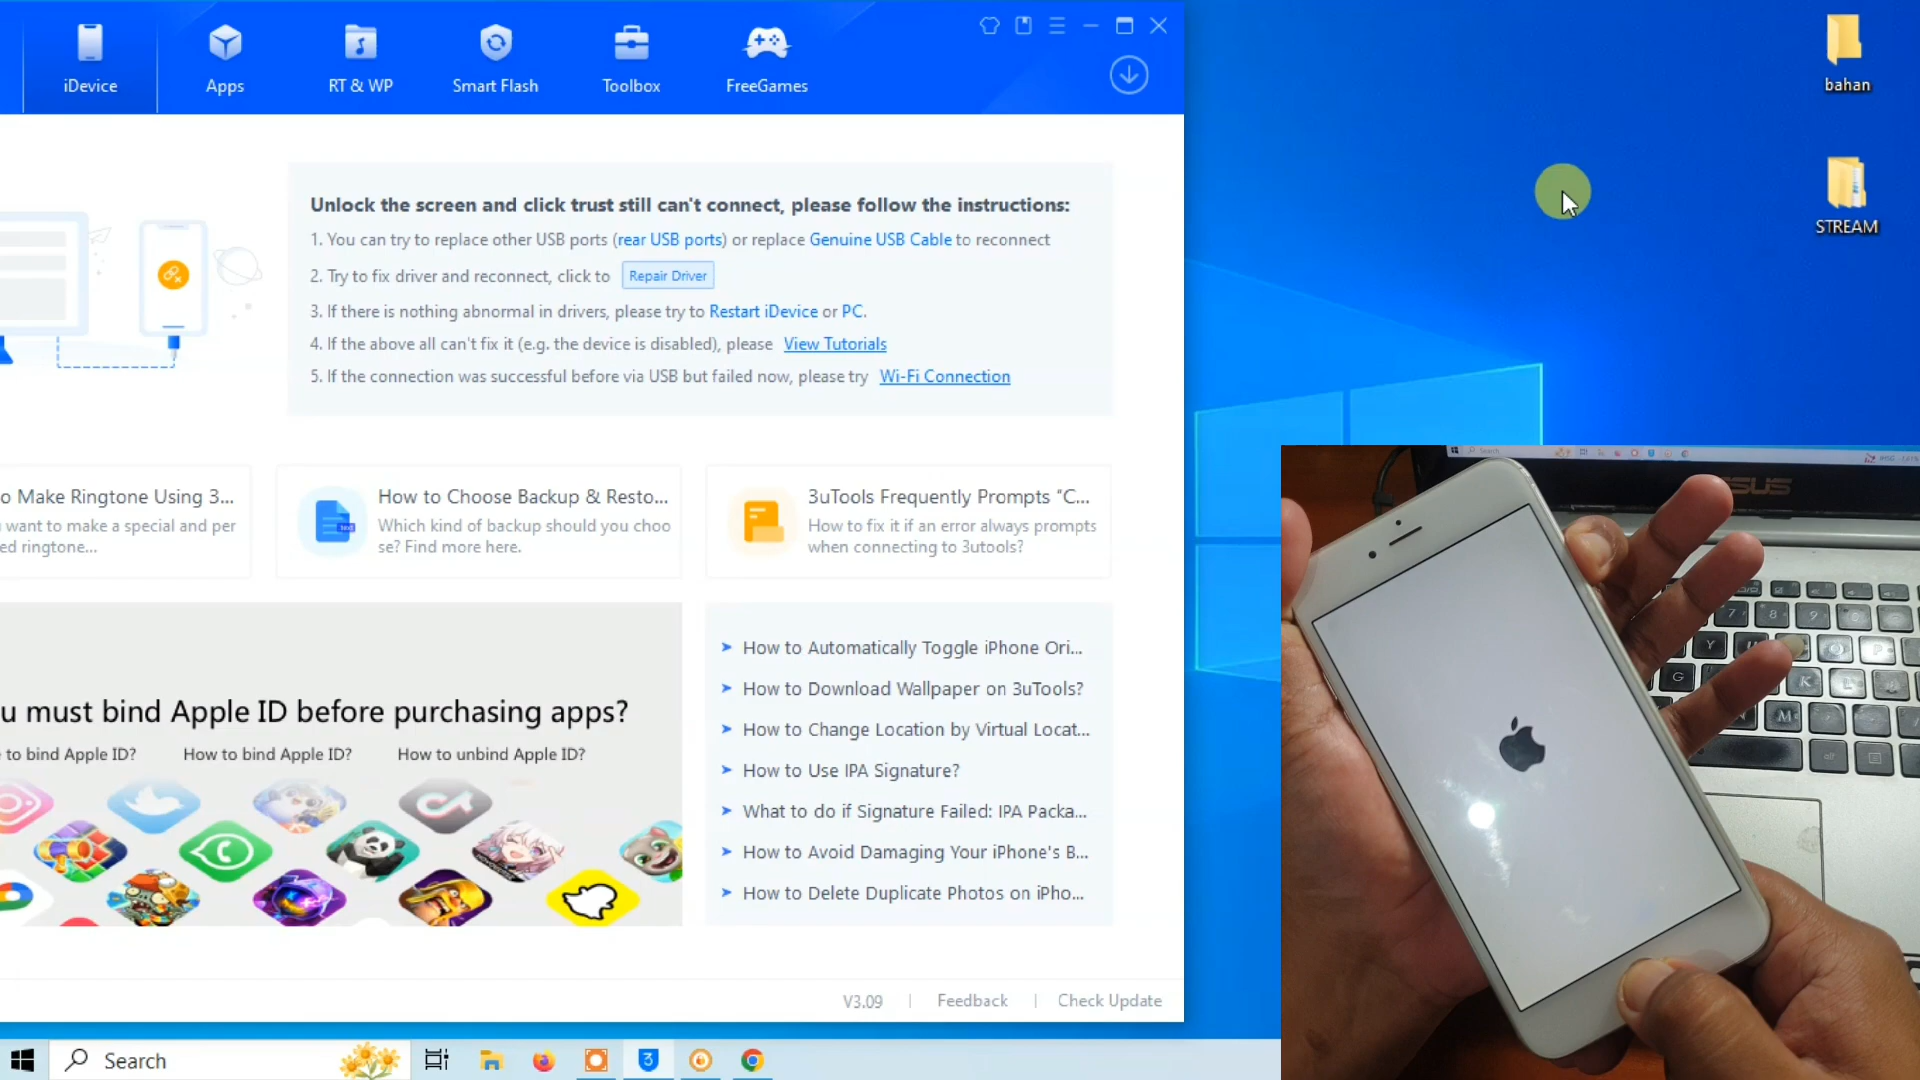 iDevice
Apps
RT & WP
Smart Flash
Toolbox
FreeGames
bahan
STREAM
Unlock the screen and click trust still can't connect, please follow the instructions:
1. You can try to replace other USB ports (rear USB ports) or replace Genuine USB Cable to reconnect
2. Try to fix driver and reconnect, click to Repair Driver
3. If there is nothing abnormal in drivers, please try to Restart iDevice or PC.
4. If the above all can't fix it (e.g. the device is disabled), please View Tutorials
5. If the connection was successful before via USB but failed now, please try Wi-Fi Connection
o Make Ringtone Using 3...
want to make a special and per
ed ringtone...
How to Choose Backup & Resto...
Which kind of backup should you choo
se? Find more here.
3uTools Frequently Prompts "C...
How to fix it if an error always prompts
when connecting to 3utools?
u must bind Apple ID before purchasing apps?
to bind Apple ID?
How to bind Apple ID?
How to unbind Apple ID?
➤ How to Automatically Toggle iPhone Ori...
➤ How to Download Wallpaper on 3uTools?
➤ How to Change Location by Virtual Locat...
➤ How to Use IPA Signature?
➤ What to do if Signature Failed: IPA Packa...
➤ How to Avoid Damaging Your iPhone's B...
➤ How to Delete Duplicate Photos on iPho...
V3.09 | Feedback | Check Update
Search
3
SUS
7 8 9
Y U O P
G K L
M
alt